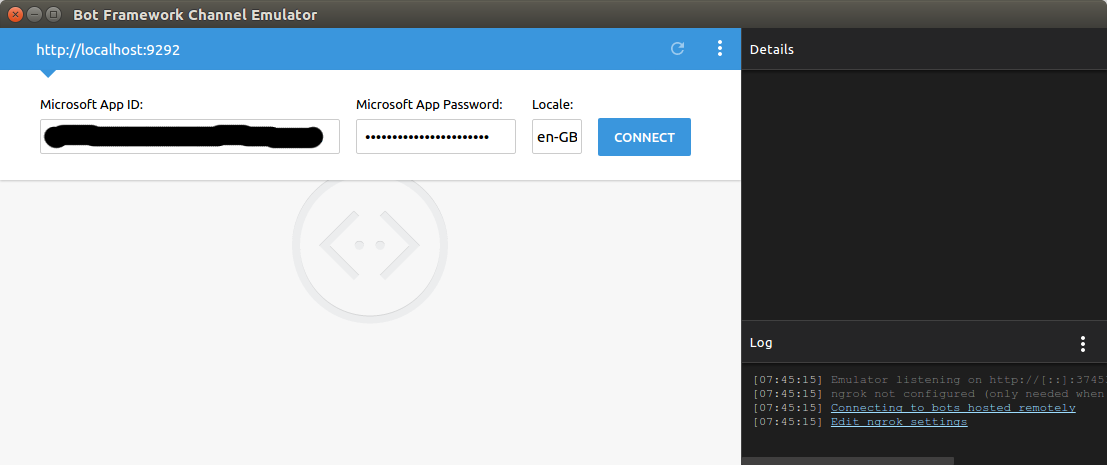 Bot Framework Channel Emulator
http://localhost:9292
Details
Microsoft App ID:
Microsoft App Password:
Locale:
•••••••••••••••••••••••
en-GB
CONNECT
Log
[07:45:15] Emulator listening on http://[::]:3745
[07:45:15] ngrok not configured (only needed when
[07:45:15] Connecting to bots hosted remotely
[07:45:15] Edit ngrok settings